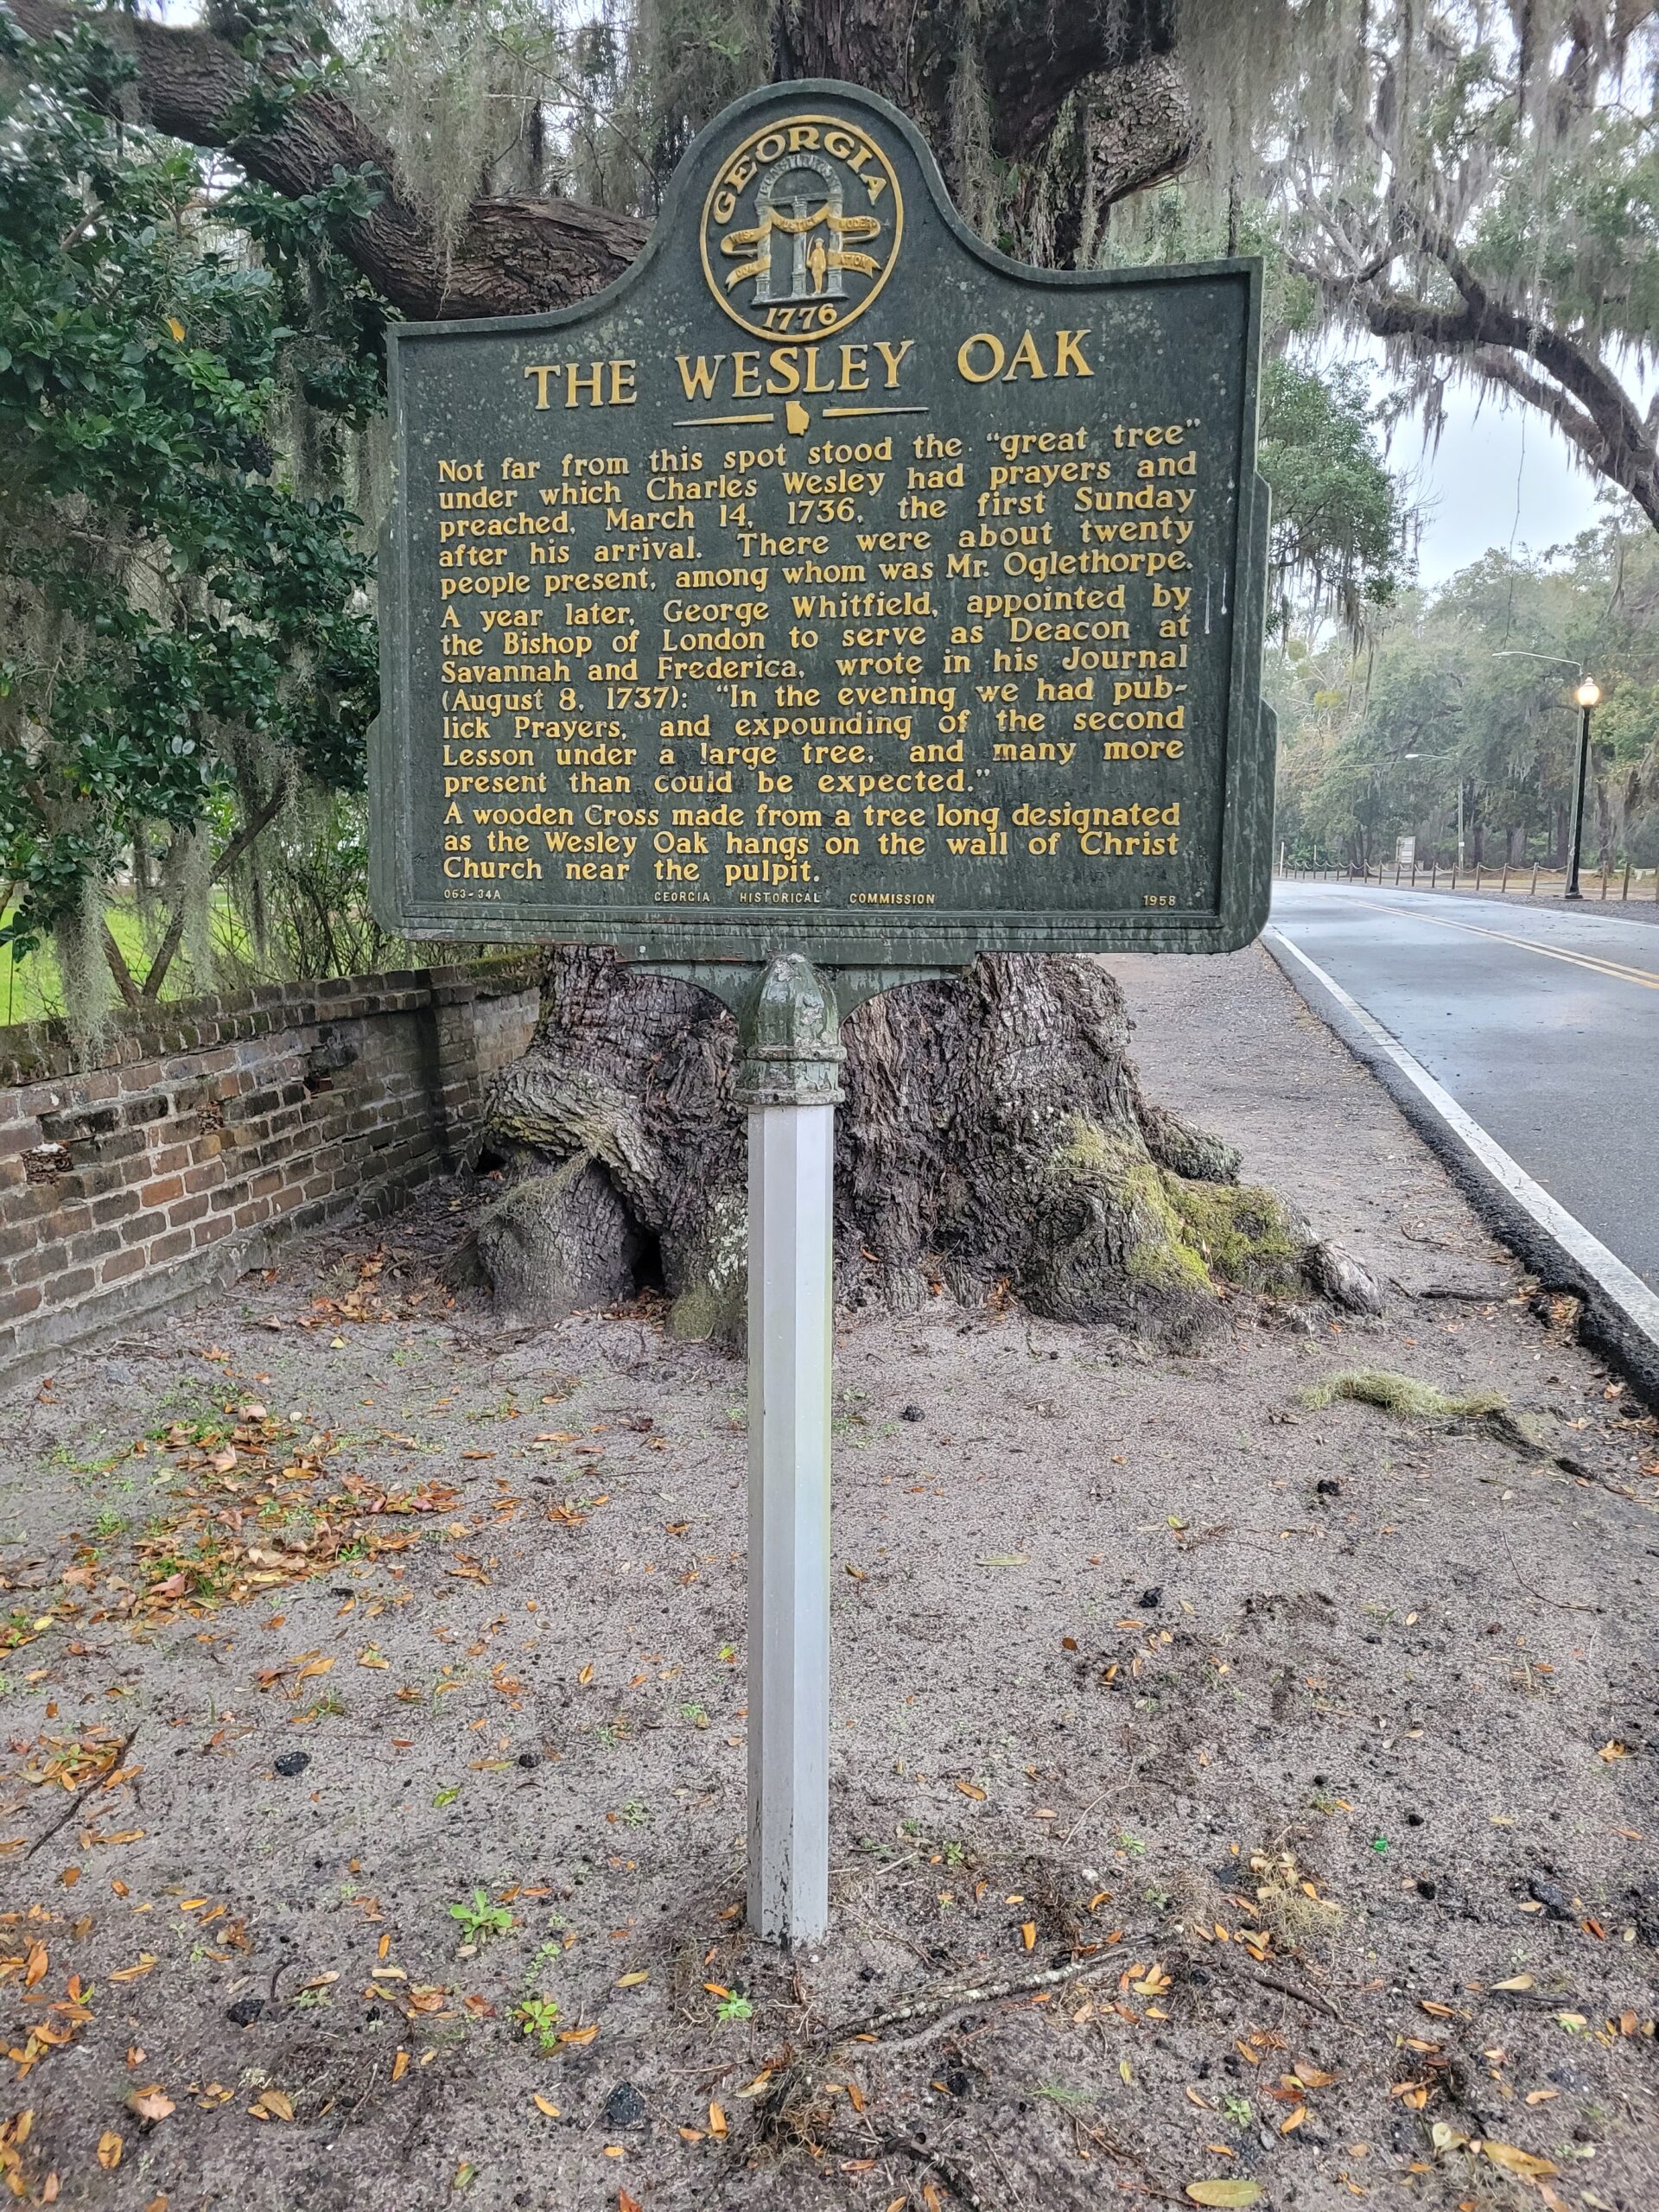 GEORGIA
1776
THE WESLEY OAK
Not far from this spot stood the "great tree"
under which Charles Wesley had prayers and
preached, March 14, 1736, the first Sunday
after his arrival. There were about twenty
people present, among whom was Mr. Oglethorpe.
A year later, George Whitfield, appointed by
the Bishop of London to serve as Deacon at
Savannah and Frederica, wrote in his Journal
(August 8, 1737): "In the evening we had pub-
lick Prayers, and expounding of the second
Lesson under a large tree, and many more
present than could be expected."
A wooden Cross made from a tree long designated
as the Wesley Oak hangs on the wall of Christ
Church near the pulpit.
063-34A GEORGIA HISTORICAL COMMISSION 1958